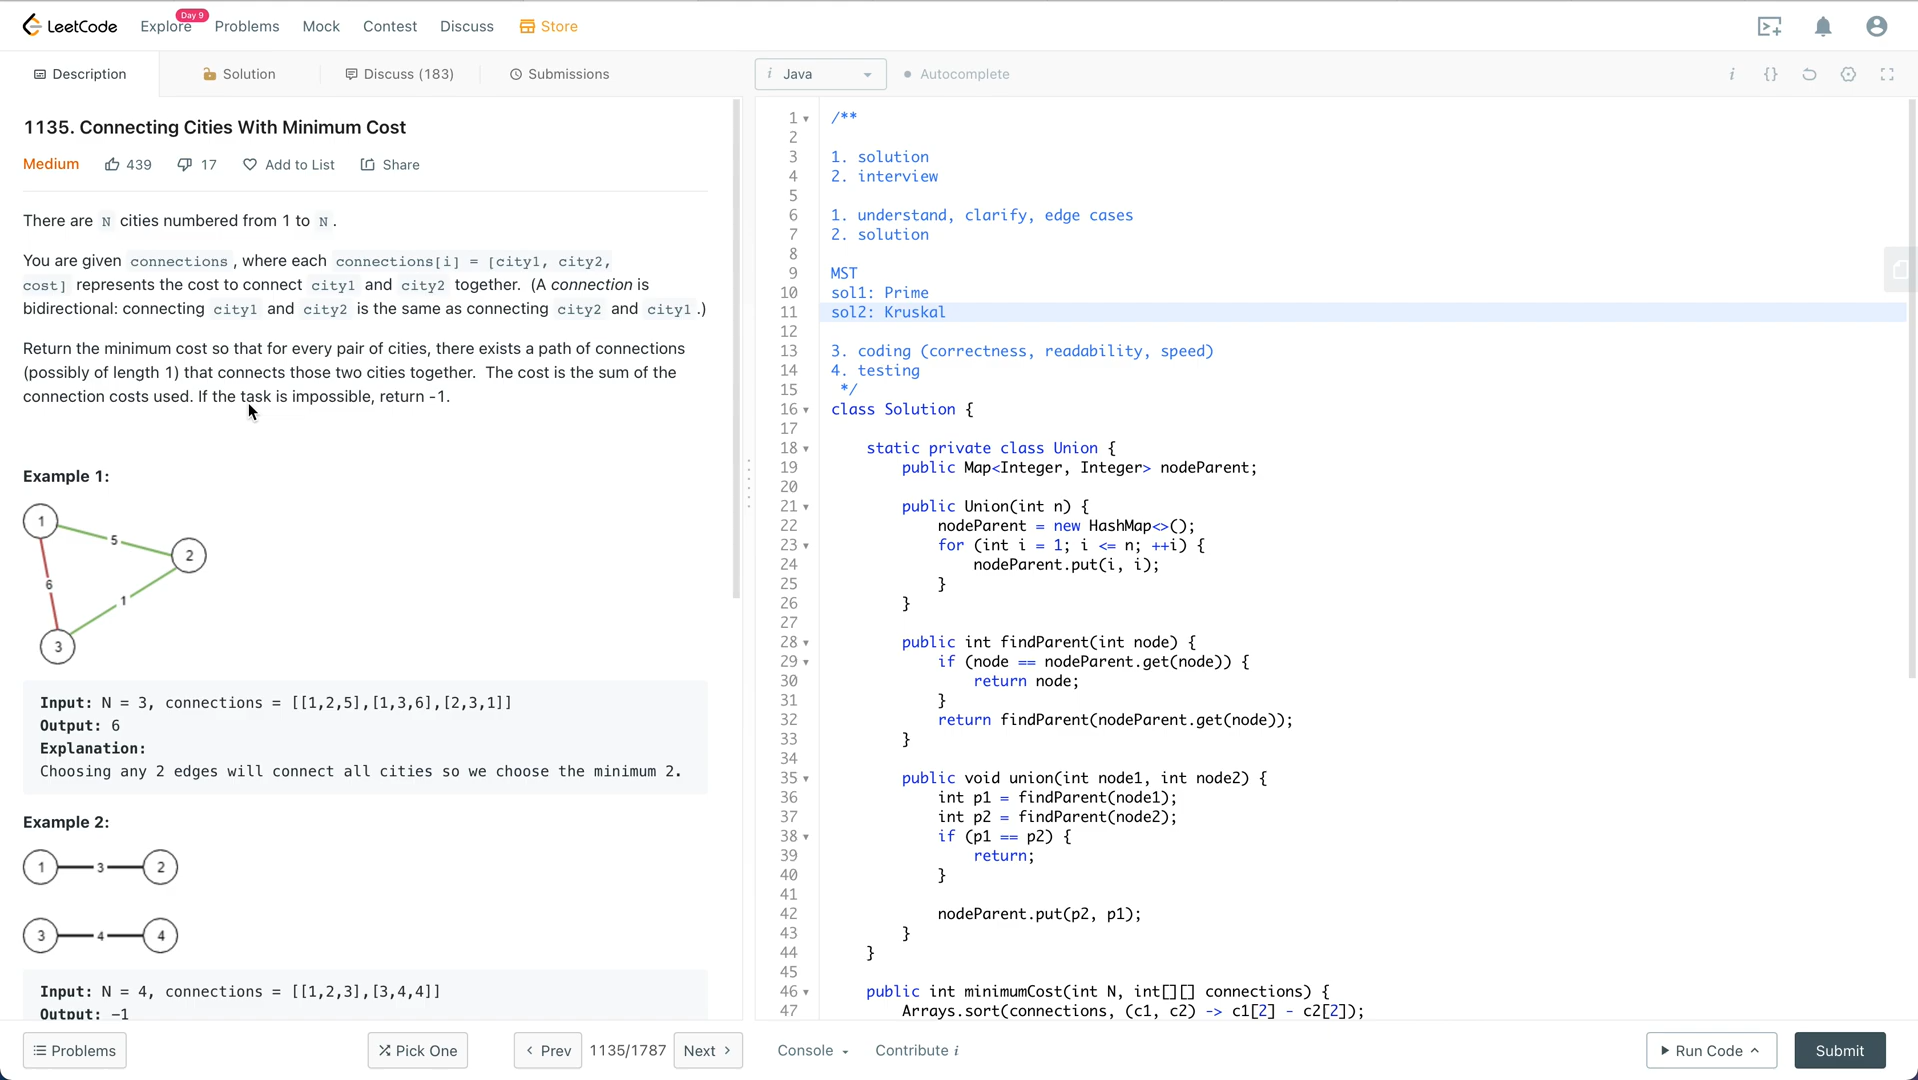 LeetCode
Explore
Day 9
Problems
Mock
Contest
Discuss
Store
Description
Solution
Discuss (183)
Submissions
i Java
Autocomplete
i
{}
1135. Connecting Cities With Minimum Cost
Medium
439
17
Add to List
Share
There are N cities numbered from 1 to N.
You are given connections, where each connections[i] = [city1, city2,
cost] represents the cost to connect city1 and city2 together. (A connection is
bidirectional: connecting city1 and city2 is the same as connecting city2 and city1.)
Return the minimum cost so that for every pair of cities, there exists a path of connections
(possibly of length 1) that connects those two cities together. The cost is the sum of the
connection costs used. If the task is impossible, return -1.
Example 1:
1
5
2
6
1
3
Input: N = 3, connections = [[1,2,5],[1,3,6],[2,3,1]]
Output: 6
Explanation:
Choosing any 2 edges will connect all cities so we choose the minimum 2.
Example 2:
1
3
2
3
4
4
Input: N = 4, connections = [[1,2,3],[3,4,4]]
Output: -1
1 /**
2
3 1. solution
4 2. interview
5
6 1. understand, clarify, edge cases
7 2. solution
8
9 MST
10 sol1: Prime
11 sol2: Kruskal
12
13 3. coding (correctness, readability, speed)
14 4. testing
15 */
16 class Solution {
17
18 static private class Union {
19 public Map<Integer, Integer> nodeParent;
20
21 public Union(int n) {
22 nodeParent = new HashMap<>();
23 for (int i = 1; i <= n; ++i) {
24 nodeParent.put(i, i);
25 }
26 }
27
28 public int findParent(int node) {
29 if (node == nodeParent.get(node)) {
30 return node;
31 }
32 return findParent(nodeParent.get(node));
33 }
34
35 public void union(int node1, int node2) {
36 int p1 = findParent(node1);
37 int p2 = findParent(node2);
38 if (p1 == p2) {
39 return;
40 }
41
42 nodeParent.put(p2, p1);
43 }
44 }
45
46 public int minimumCost(int N, int[][] connections) {
47 Arrays.sort(connections, (c1, c2) -> c1[2] - c2[2]);
Problems
Pick One
Prev
1135/1787
Next
Console
Contribute i
Run Code
Submit